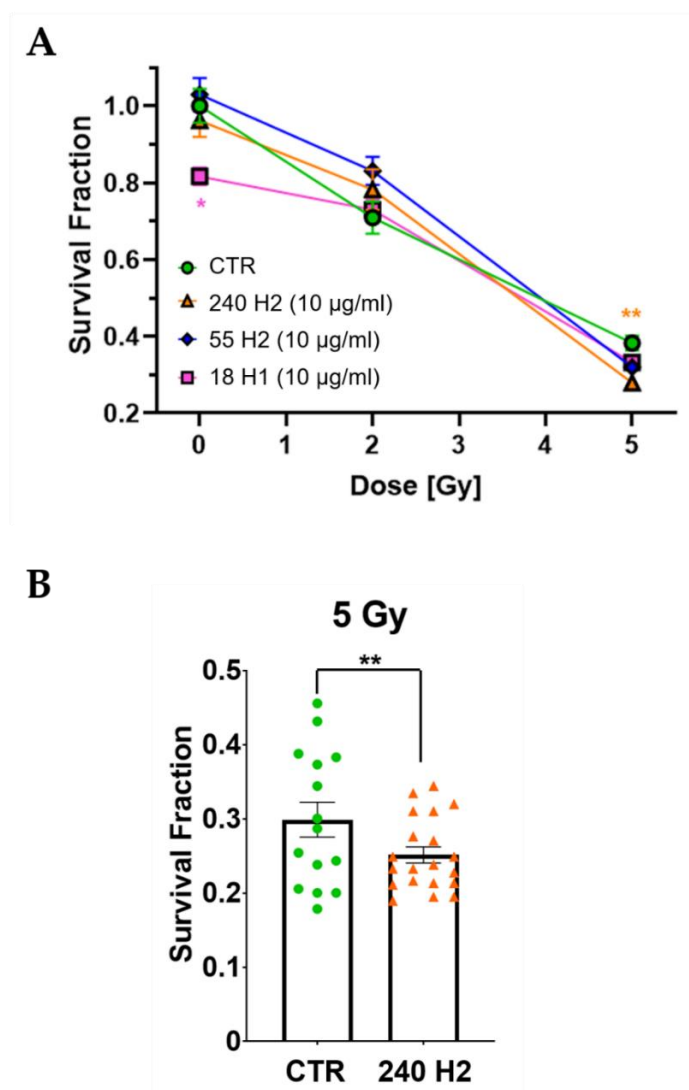 A
1.0
0.8
0.6
0.4
0.2
Survival Fraction
*
**
CTR
240 H2 (10 µg/ml)
55 H2 (10 µg/ml)
18 H1 (10 µg/ml)
0 1 2 3 4 5
Dose [Gy]
B
5 Gy
**
0.5
0.4
0.3
0.2
0.1
0
Survival Fraction
CTR 240 H2